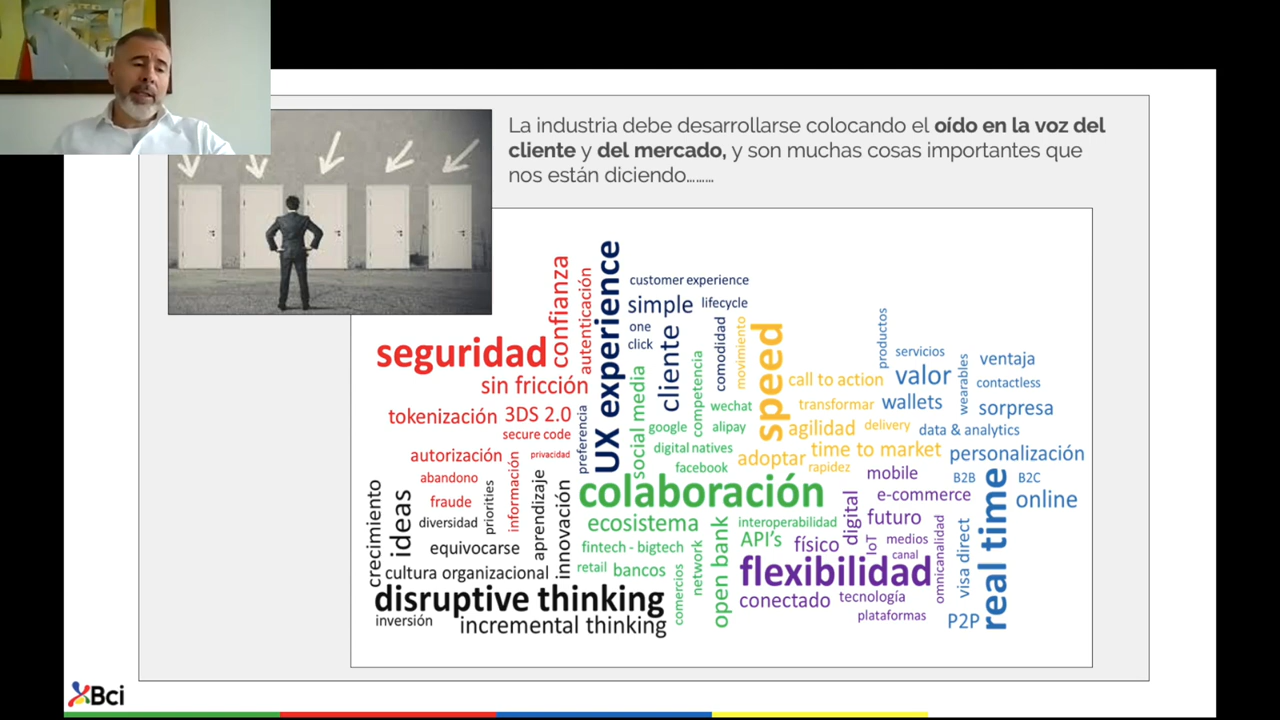 La industria debe desarrollarse colocando el oído en la voz del
cliente y del mercado, y son muchas cosas importantes que
nos están diciendo………
confianza
autenticación
UX experience
customer experience
simple
lifecycle
one
click
cliente
comodidad
movimiento
speed
productos
seguridad
servicios
ventaja
sin fricción
social media
competencia
call to action
valor
wearables
contactless
tokenización
3DS 2.0
preferencia
wechat
transformar
wallets
sorpresa
secure code
google
alipay
agilidad
delivery
data & analytics
autorización
privacidad
digital natives
adoptar
time to market
personalización
abandono
información
facebook
rapidez
mobile
B2B
B2C
crecimiento
ideas
fraude
priorities
aprendizaje
innovación
colaboración
digital
e-commerce
real time
online
diversidad
ecosistema
interoperabilidad
futuro
equivocarse
fintech - bigtech
open bank
API's
físico
IoT
medios
canal
omnicanalidad
visa direct
cultura organizacional
retail
bancos
comercios
network
flexibilidad
disruptive thinking
conectado
tecnología
inversión
incremental thinking
plataformas
P2P
Bci